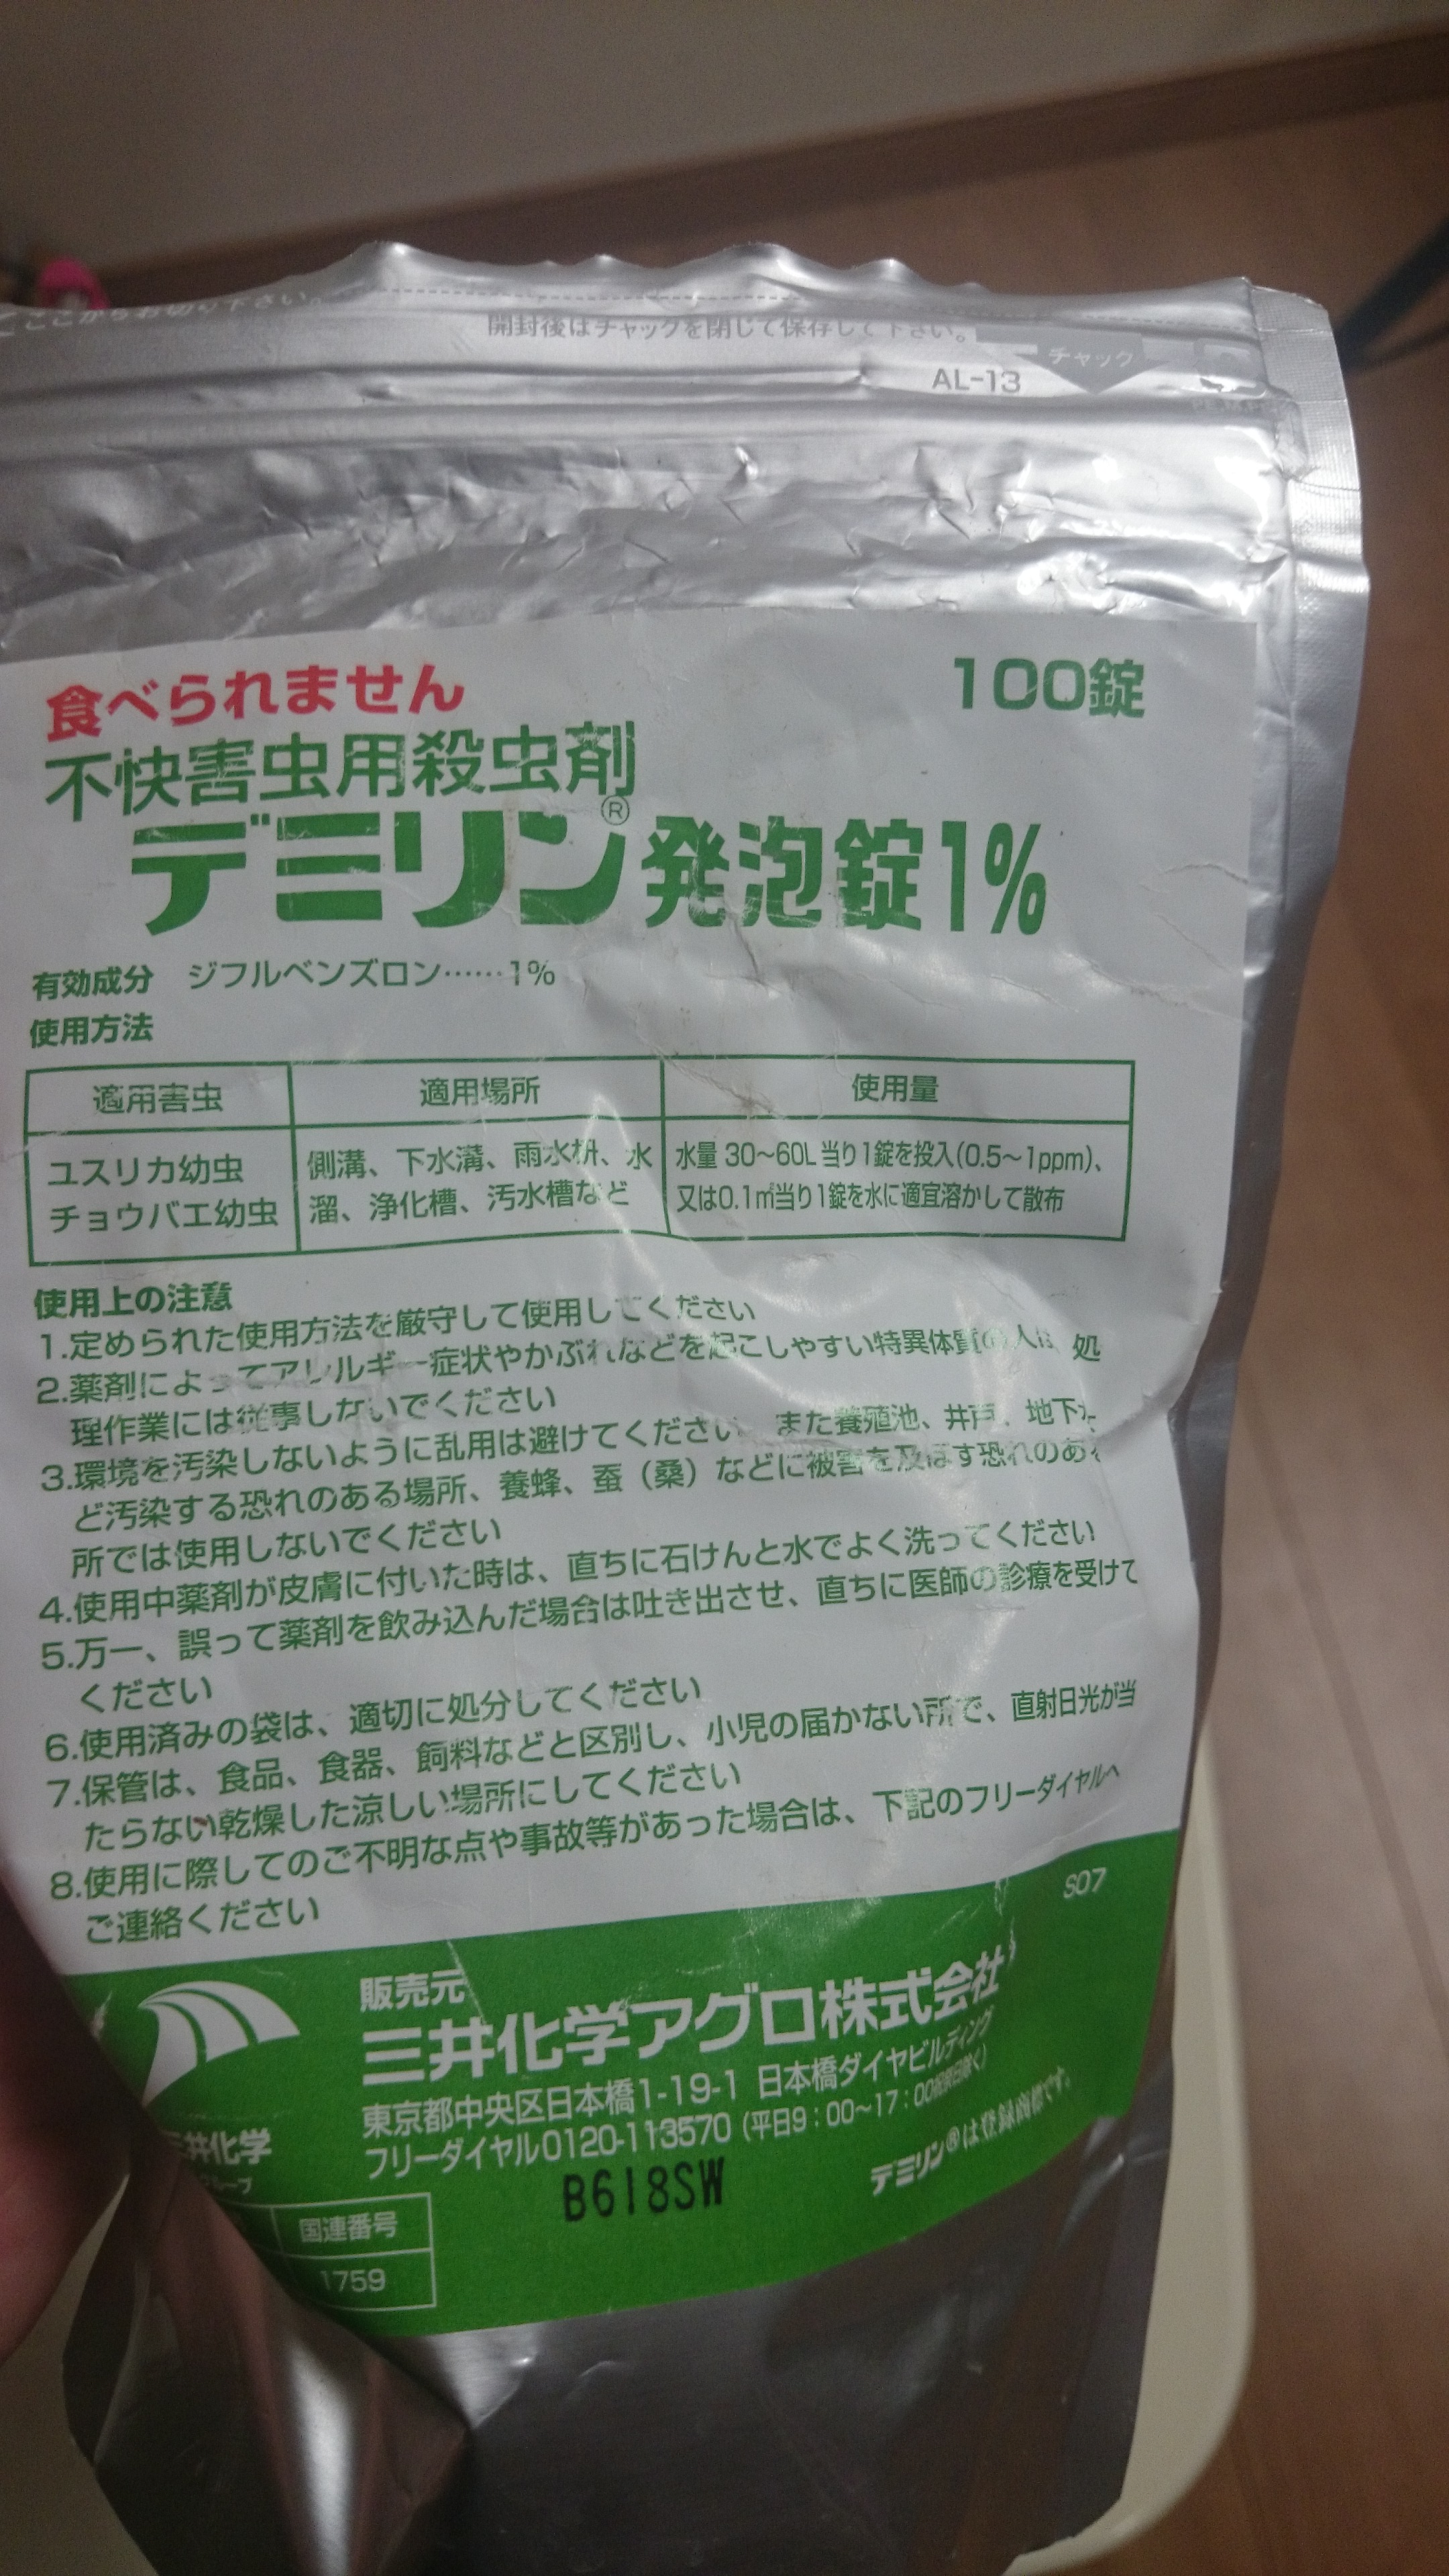 ここからお切り下さい。
開封後はチャックを閉じて保存して下さい。
チャック
AL-13
食べられません
100錠
不快害虫用殺虫剤
デミリン®発泡錠1%
有効成分 ジフルベンズロン……1%
使用方法
適用害虫 適用場所 使用量
ユスリカ幼虫 側溝、下水溝、雨水枡、水 水量 30〜60L当り1錠を投入(0.5〜1ppm)、
チョウバエ幼虫 溜、浄化槽、汚水槽など 又は0.1㎡当り1錠を水に適宜溶かして散布
使用上の注意
1.定められた使用方法を厳守して使用してください
2.薬剤によってアレルギー症状やかぶれなどを起こしやすい特異体質の人は 処
理作業には従事しないでください
3.環境を汚染しないように乱用は避けてください また養殖池、井戸、地下水
ど汚染する恐れのある場所、養蜂、蚕（桑）などに被害を及ぼす恐れのある
所では使用しないでください
4.使用中薬剤が皮膚に付いた時は、直ちに石けんと水でよく洗ってください
5.万一、誤って薬剤を飲み込んだ場合は吐き出させ、直ちに医師の診療を受けて
ください
6.使用済みの袋は、適切に処分してください
7.保管は、食品、食器、飼料などと区別し、小児の届かない所で、直射日光が当
たらない乾燥した涼しい場所にしてください
8.使用に際してのご不明な点や事故等があった場合は、下記のフリーダイヤルへ
ご連絡ください
S07
販売元
三井化学アグロ株式会社
東京都中央区日本橋1-19-1 日本橋ダイヤビルディング
フリーダイヤル0120-113570 (平日9：00〜17：00祝祭日除く)
三井化学
グループ
デミリン®は登録商標です。
B618SW
国連番号
1759